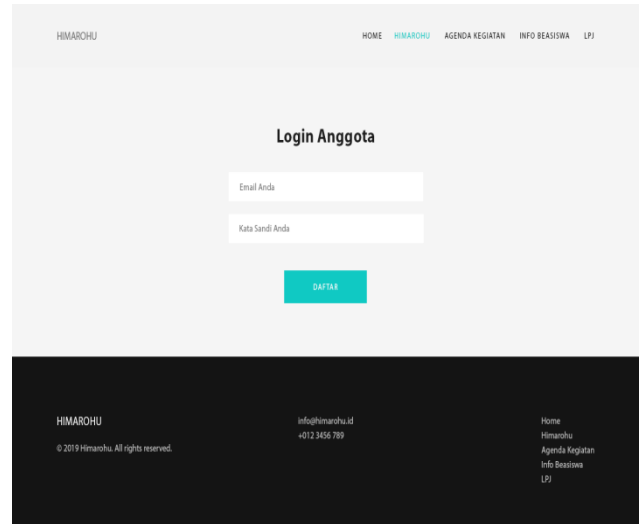 HIMAROHU
HOME HIMAROHU AGENDA KEGIATAN INFO BEASISWA LPJ
Login Anggota
Email Anda
Kata Sandi Anda
DAFTAR
HIMAROHU
© 2019 Himarohu. All rights reserved.
info@himarohu.id
+012 3456 789
Home
Himarohu
Agenda Kegiatan
Info Beasiswa
LPJ